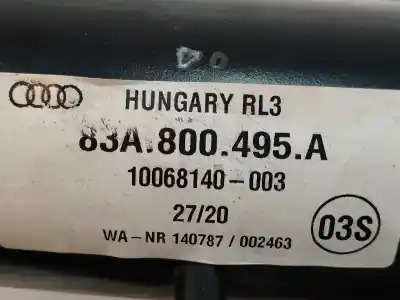 HUNGARY RL3
83A.800.495.A
10068140-003
27/20
03S
WA-NR 140787 / 002463